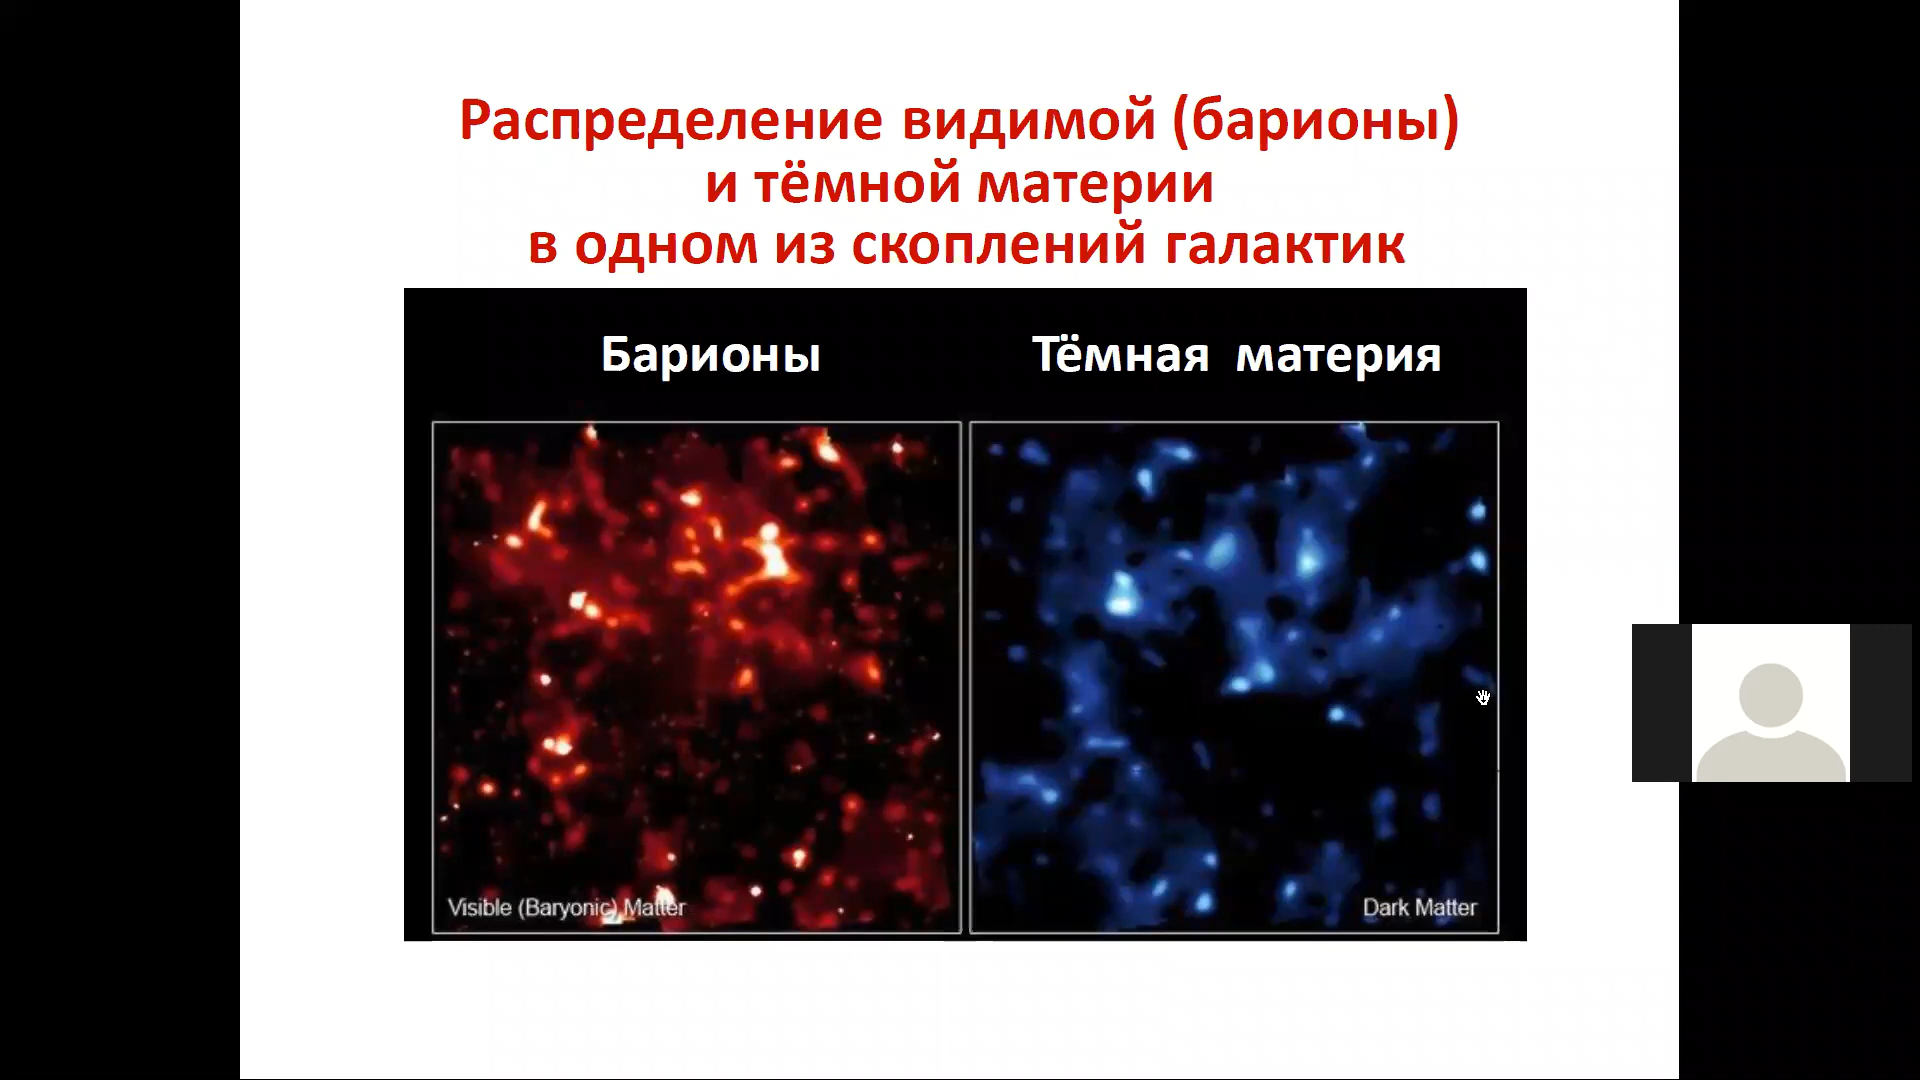 Распределение видимой (барионы)
и тёмной материи
в одном из скоплений галактик
Барионы
Тёмная материя
Visible (Baryonic) Matter
Dark Matter